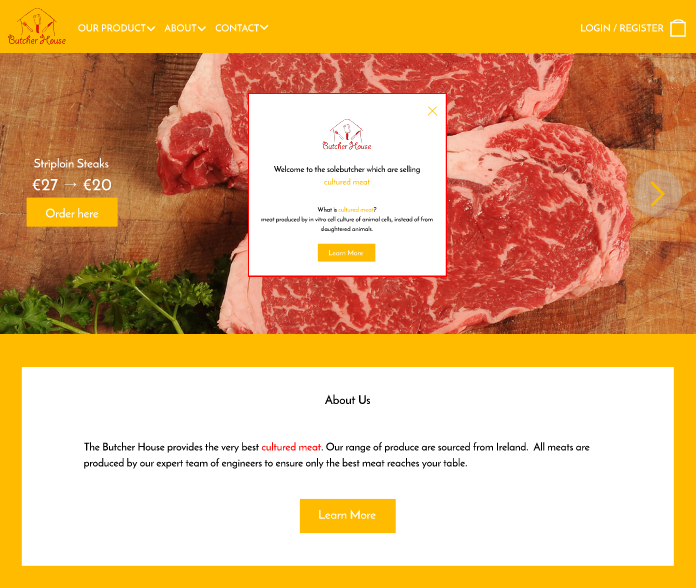 OUR PRODUCT ABOUT CONTACT LOGIN / REGISTER
Butcher House
Striploin Steaks
€27 → €20
Order here
Butcher House
Welcome to the solebutcher which are selling
cultured meat
What is cultured meat?
meat produced by in vitro cell culture of animal cells, instead of from
slaughtered animals.
Learn More
About Us
The Butcher House provides the very best cultured meat. Our range of produce are sourced from Ireland. All meats are
produced by our expert team of engineers to ensure only the best meat reaches your table.
Learn More